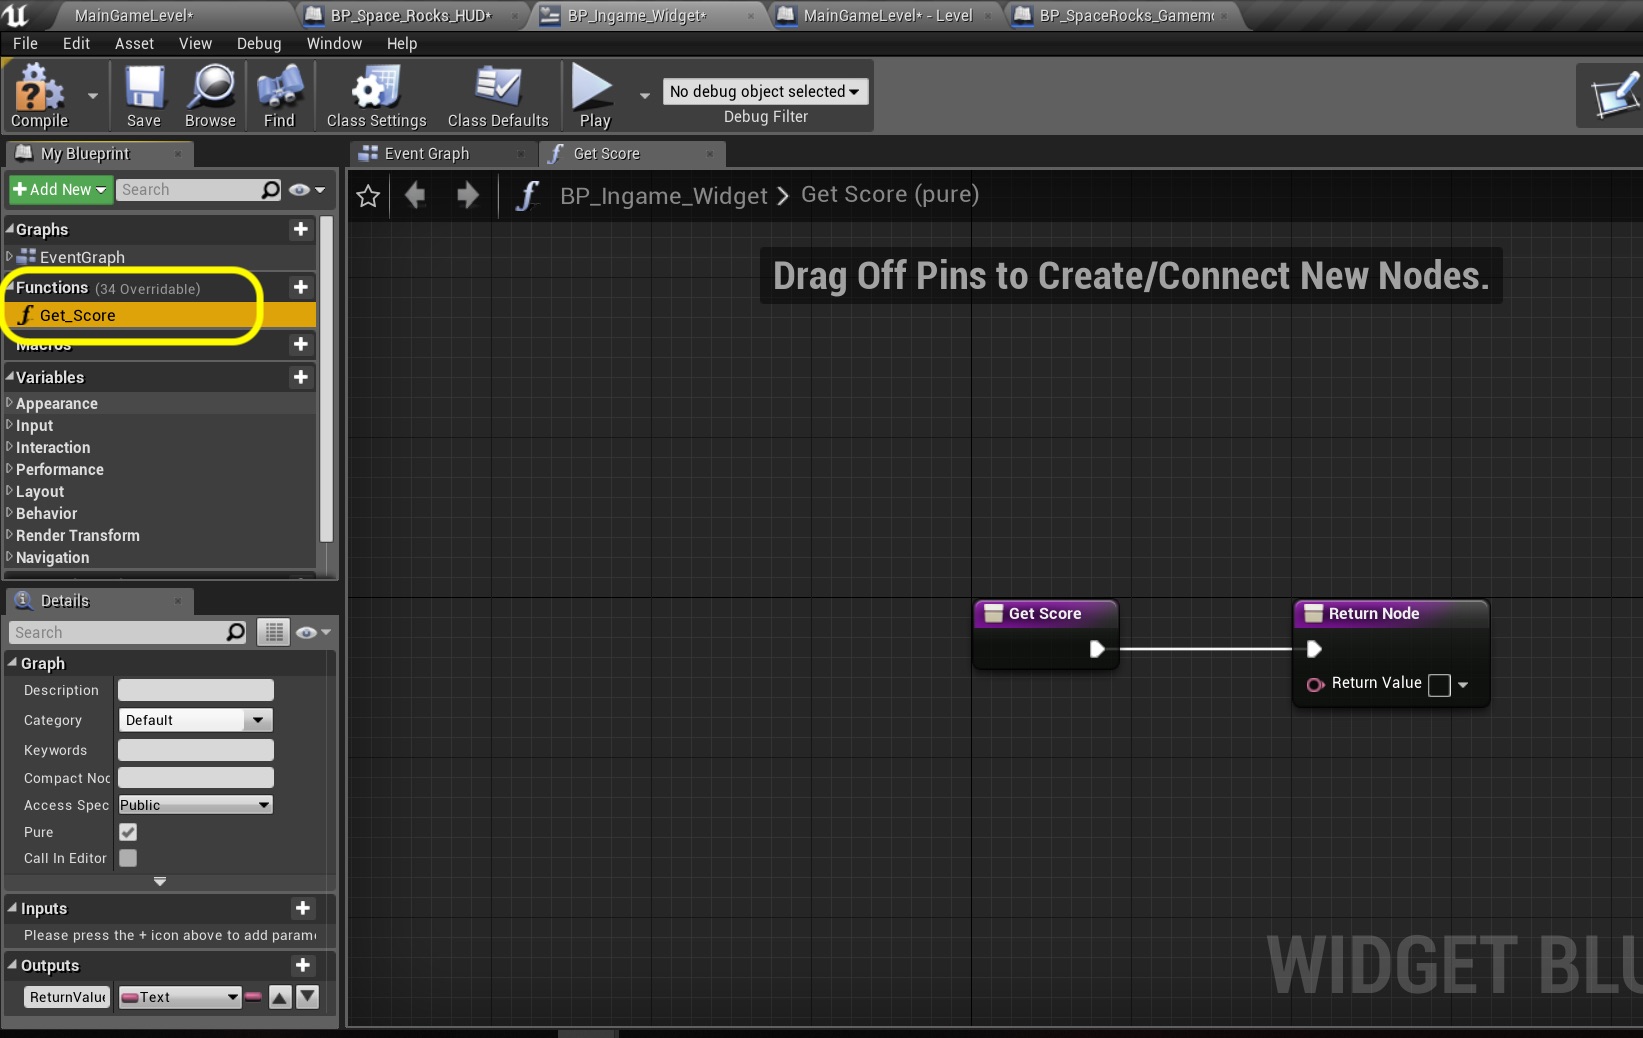 MainGameLevel*
BP_Space_Rocks_HUD*
BP_Ingame_Widget*
MainGameLevel* - Level
BP_SpaceRocks_Gamem
File Edit Asset View Debug Window Help
Compile
Save
Browse
Find
Class Settings
Class Defaults
Play
No debug object selected
Debug Filter
My Blueprint
Event Graph
Get Score
Add New
Search
BP_Ingame_Widget > Get Score (pure)
Graphs
EventGraph
Functions (34 Overridable)
Get_Score
Macros
Variables
Appearance
Input
Interaction
Performance
Layout
Behavior
Render Transform
Navigation
Drag Off Pins to Create/Connect New Nodes.
Get Score
Return Node
Return Value
Details
Search
Graph
Description
Category Default
Keywords
Compact Noc
Access Spec Public
Pure
Call In Editor
Inputs
Please press the + icon above to add param
Outputs
ReturnValue Text
WIDGET BLU